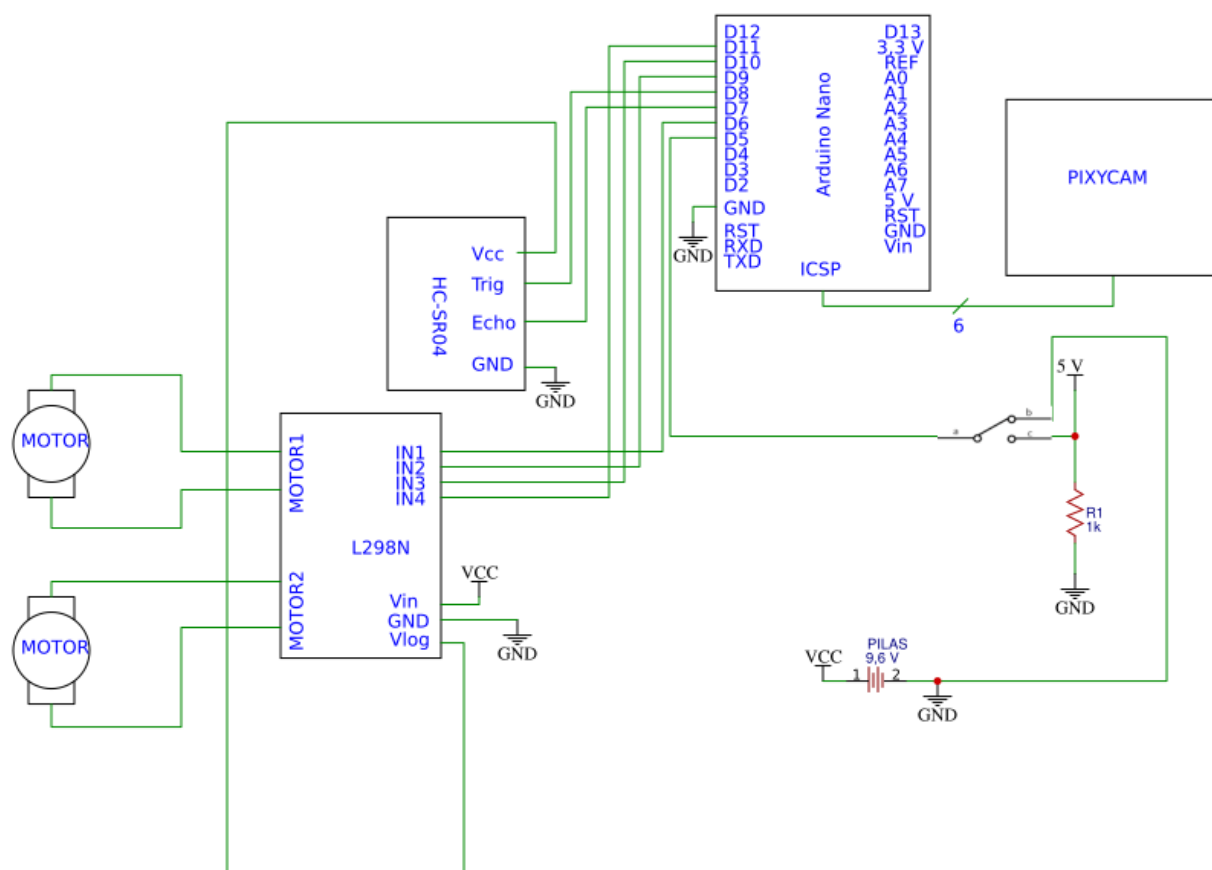 D12
D11
D10
D9
D8
D7
D6
D5
D4
D3
D2
GND
RST
RXD
TXD
Arduino Nano
ICSP
D13
3,3 V
REF
A0
A1
A2
A3
A4
A5
A6
A7
5 V
RST
GND
Vin
GND
PIXYCAM
6
HC-SR04
Vcc
Trig
Echo
GND
GND
MOTOR
MOTOR
MOTOR1
MOTOR2
L298N
IN1
IN2
IN3
IN4
Vin
GND
Vlog
VCC
GND
5 V
a
b
c
R1
1k
GND
PILAS
9,6 V
VCC
1
2
GND